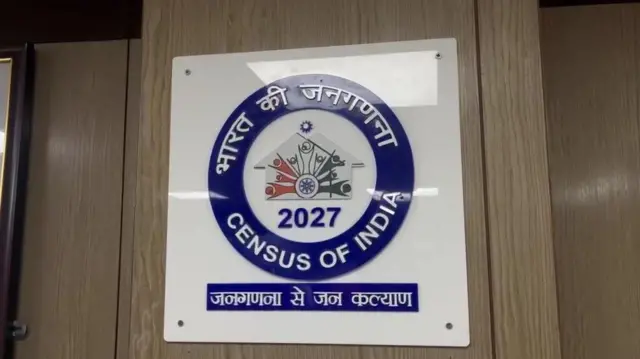 भारत की जनगणना
2027
CENSUS OF INDIA
जनगणना से जन कल्याण